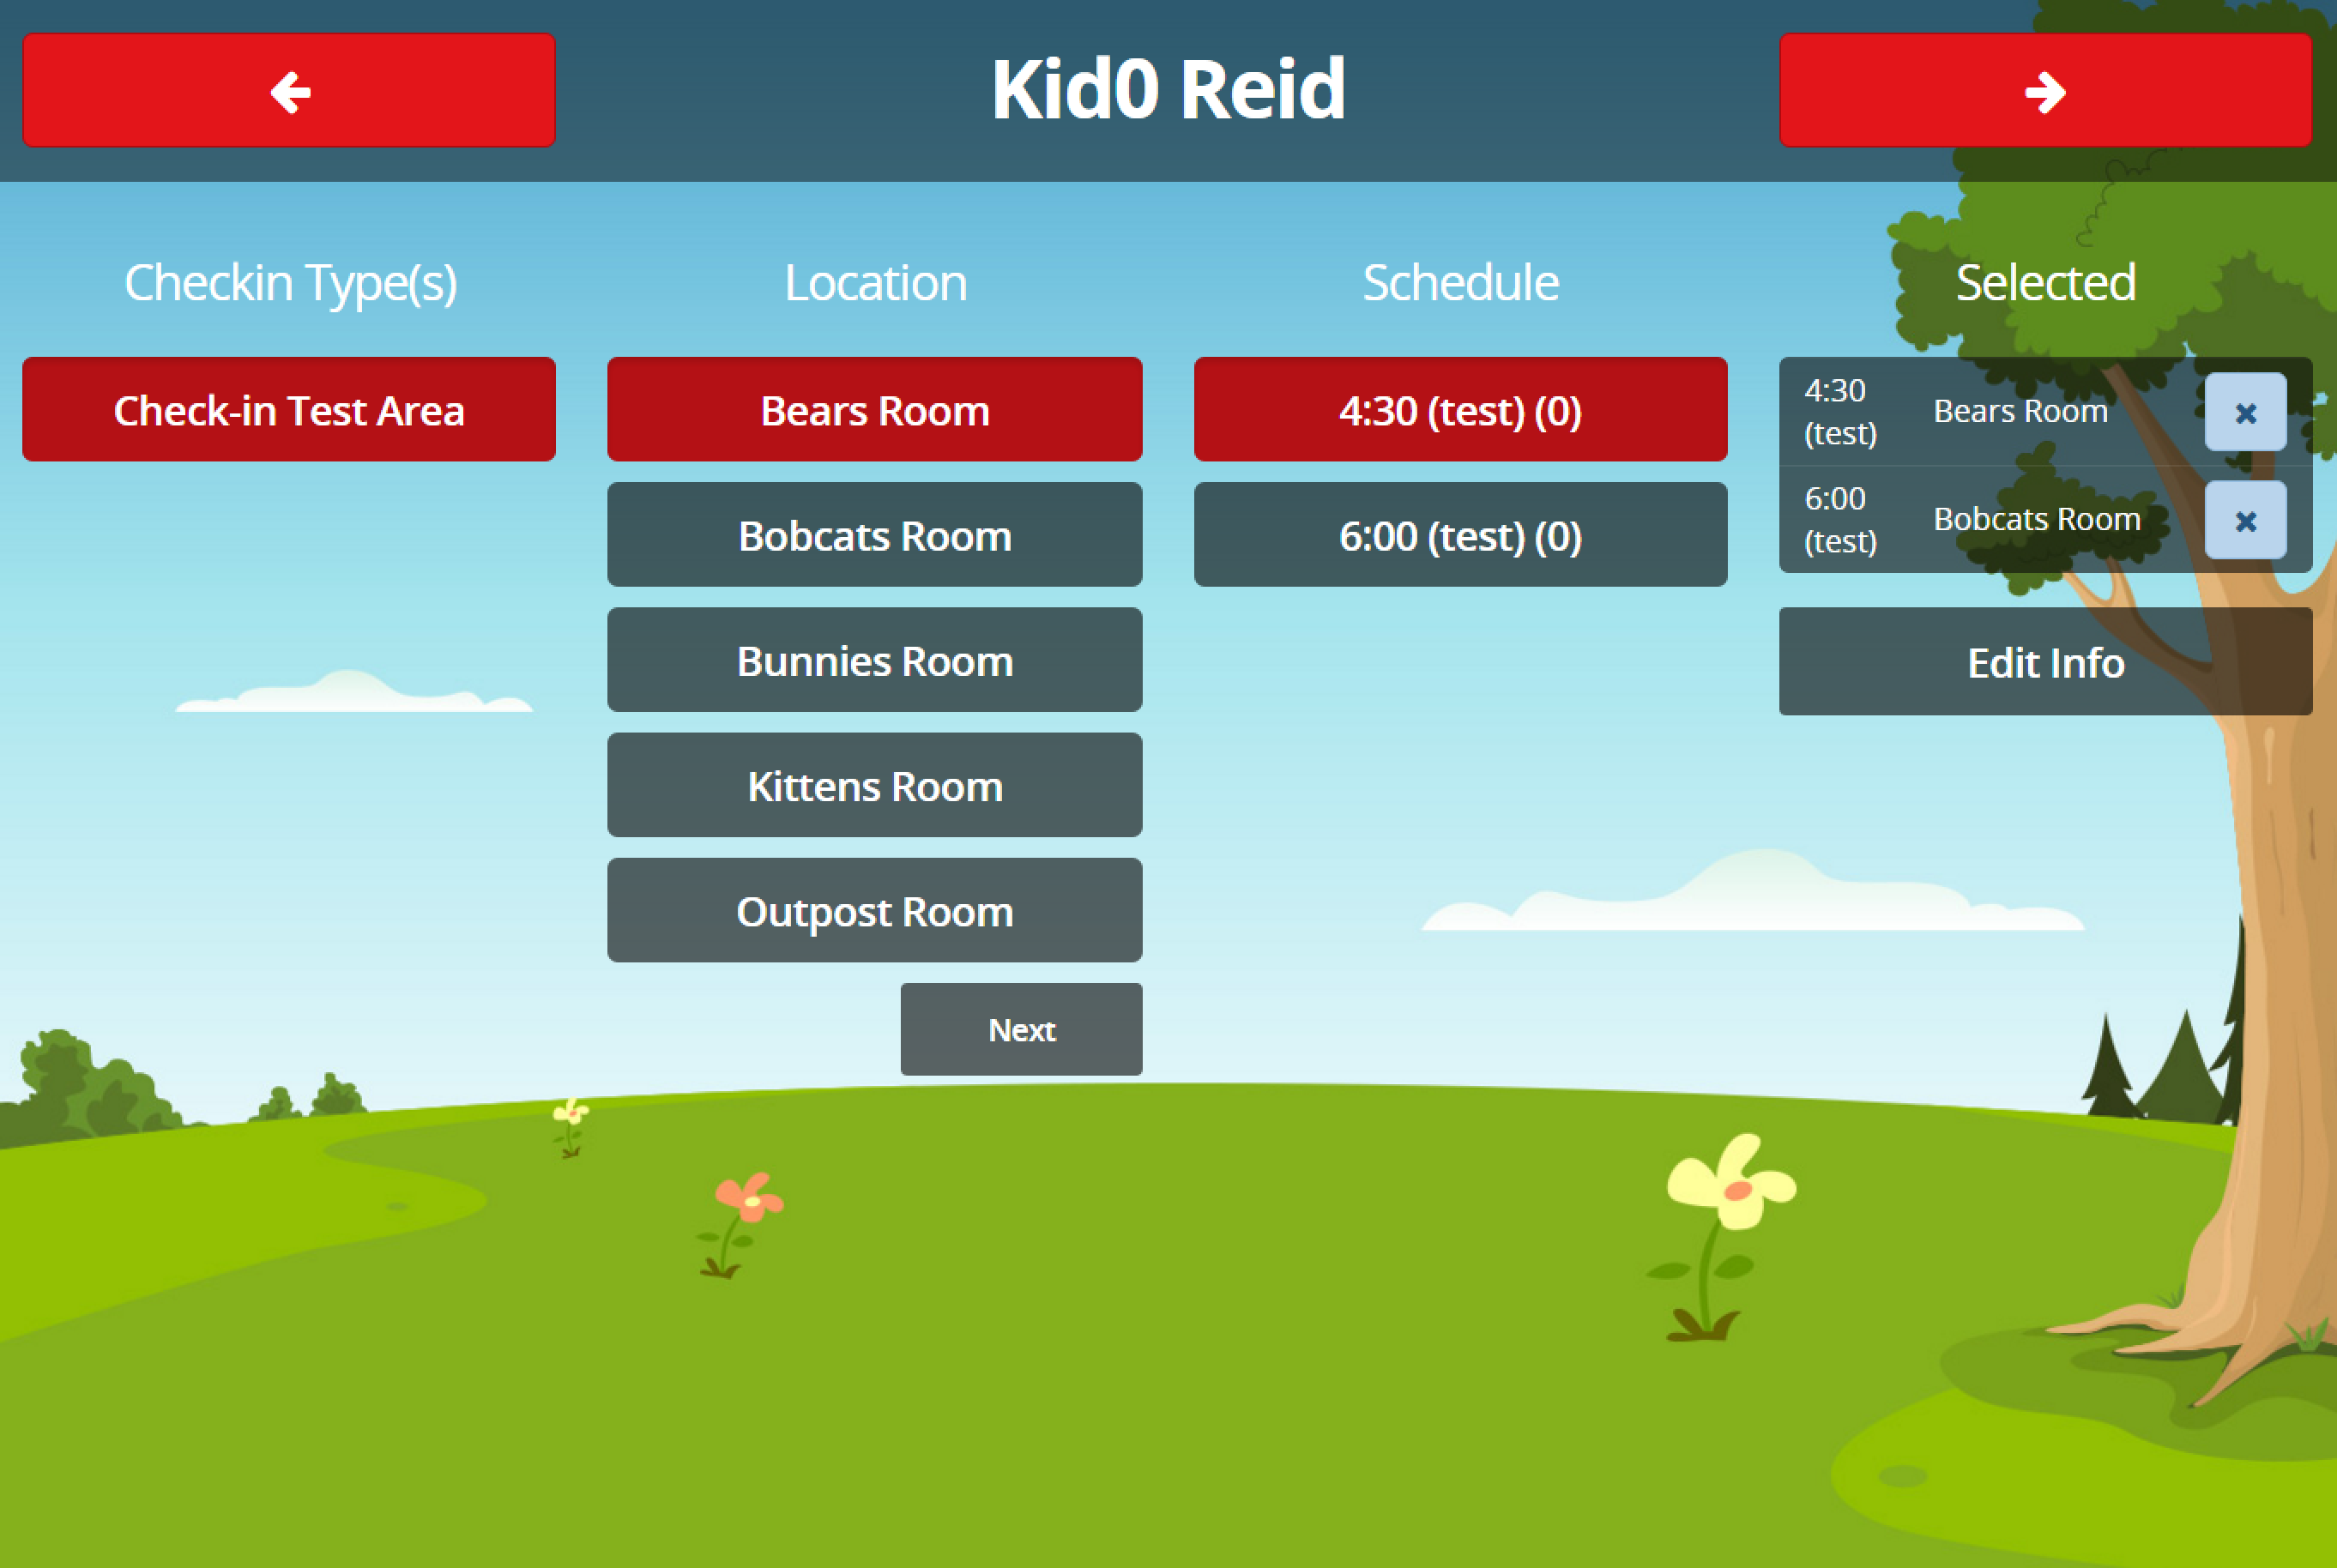 Kid0 Reid
Checkin Type(s)
Check-in Test Area
Location
Bears Room
Bobcats Room
Bunnies Room
Kittens Room
Outpost Room
Next
Schedule
4:30 (test) (0)
6:00 (test) (0)
Selected
4:30
(test)
Bears Room
6:00
(test)
Bobcats Room
Edit Info